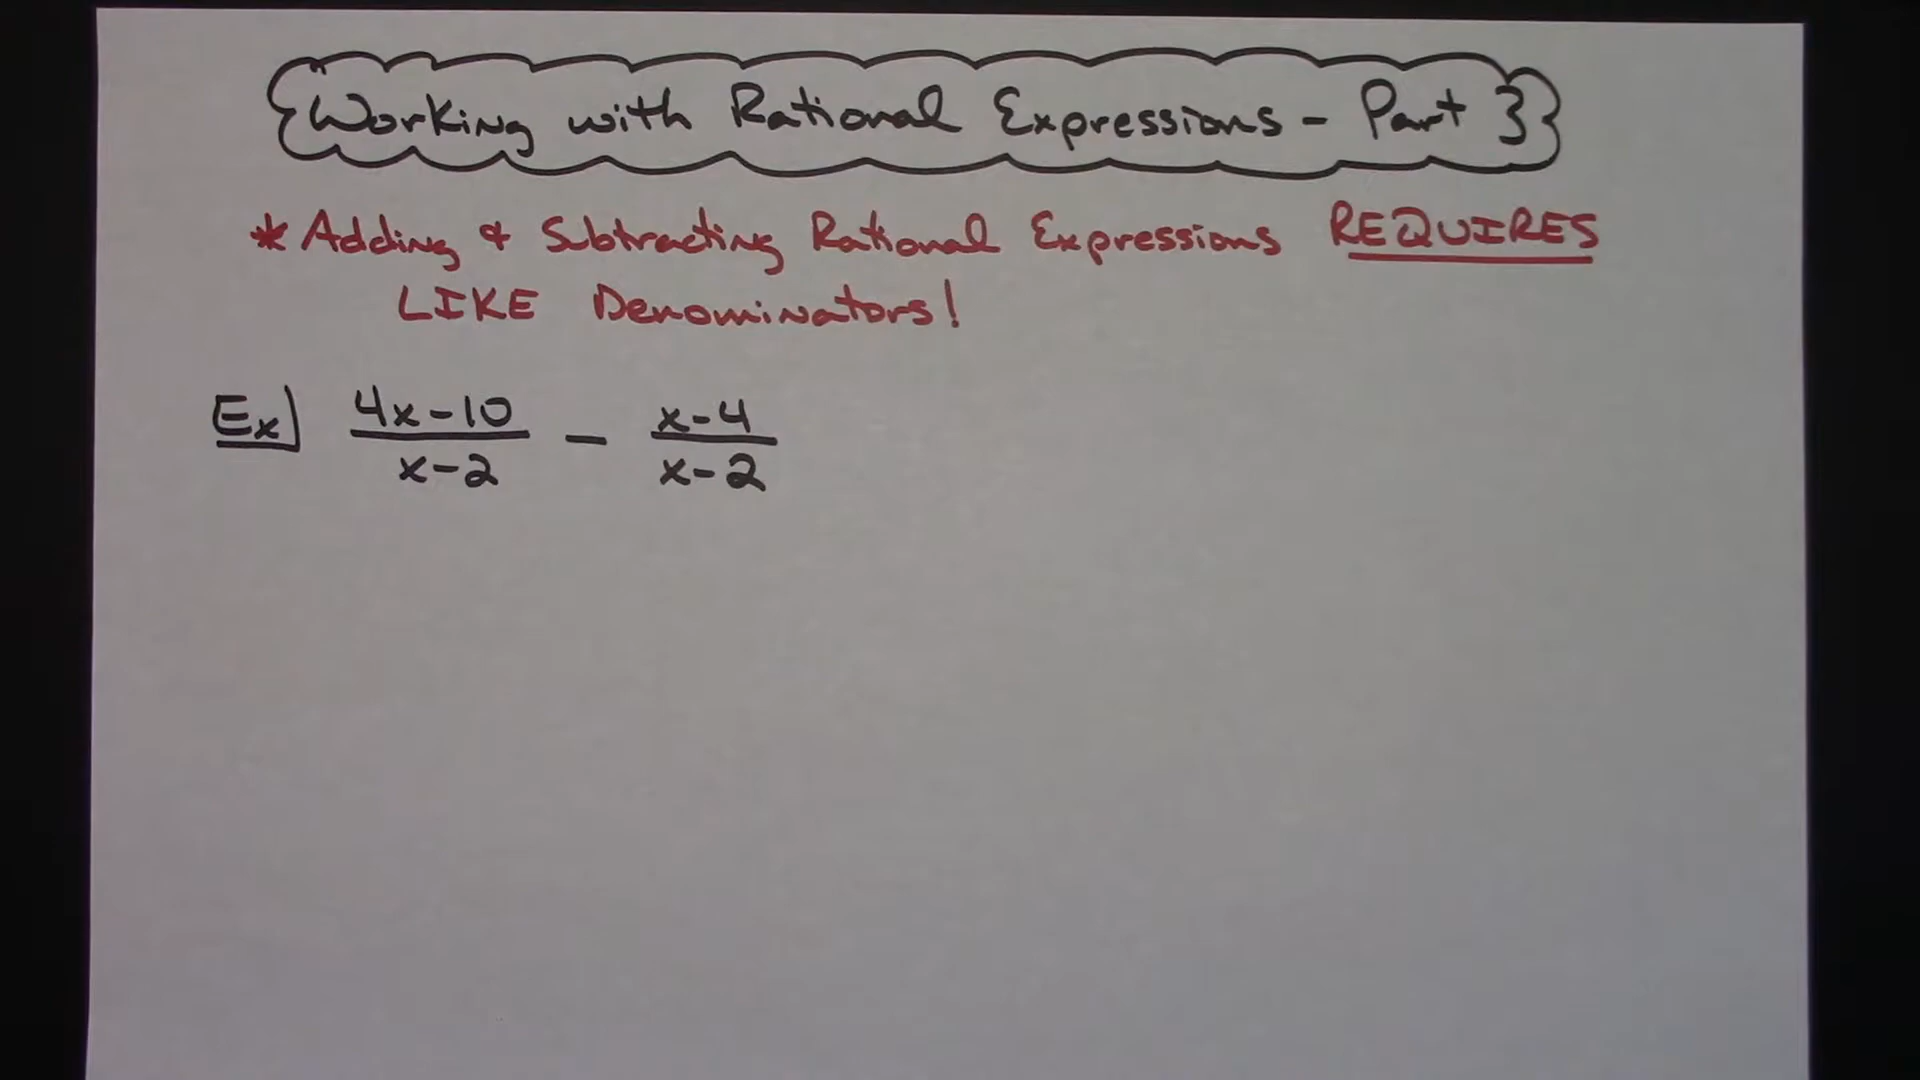 Working with Rational Expressions - Part 3
* Adding & Subtracting Rational Expressions REQUIRES
LIKE Denominators!
Ex) (4x-10)/(x-2) - (x-4)/(x-2)